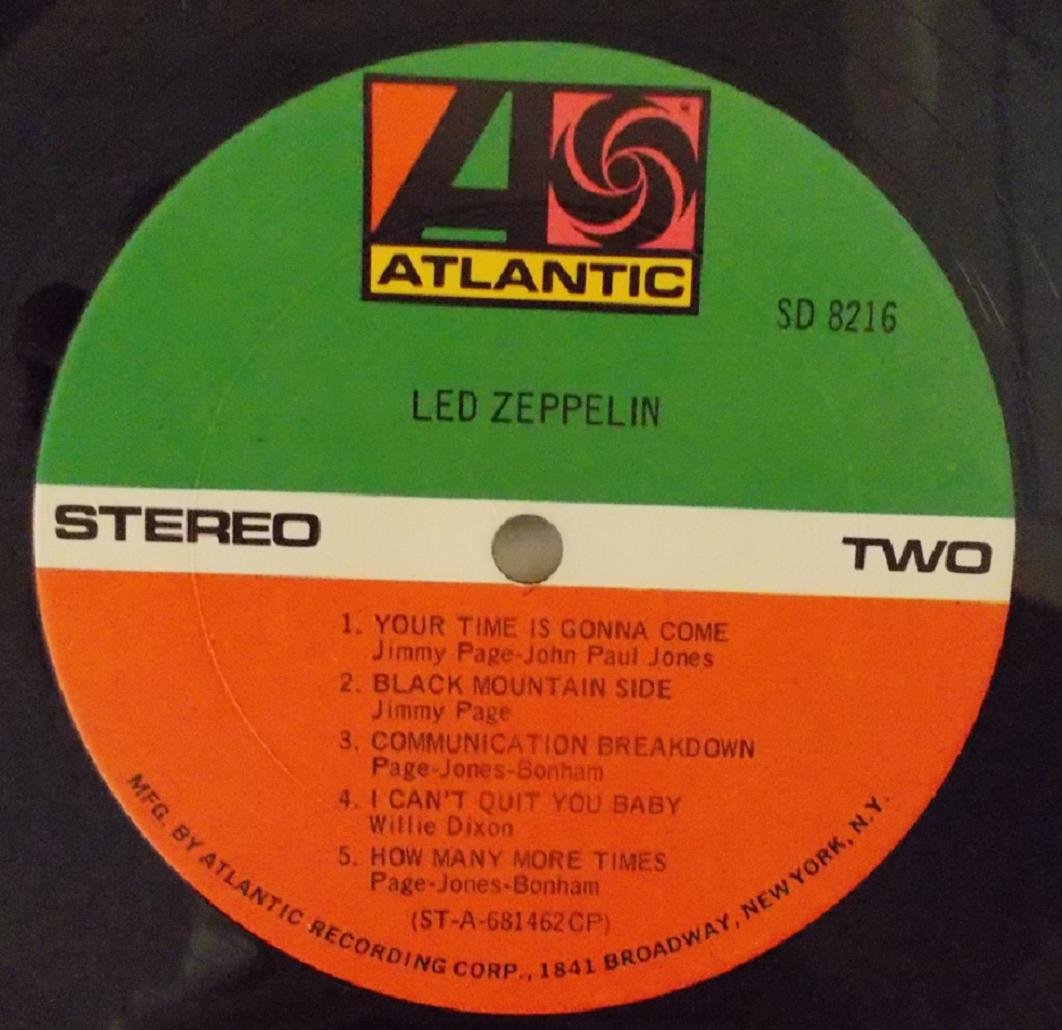 ATLANTIC
SD 8216
LED ZEPPELIN
STEREO
TWO
1. YOUR TIME IS GONNA COME
Jimmy Page-John Paul Jones
2. BLACK MOUNTAIN SIDE
Jimmy Page
3. COMMUNICATION BREAKDOWN
Page-Jones-Bonham
4. I CAN'T QUIT YOU BABY
Willie Dixon
5. HOW MANY MORE TIMES
Page-Jones-Bonham
(ST-A-681462CP)
MFG. BY ATLANTIC RECORDING CORP., 1841 BROADWAY, NEW YORK, N.Y.